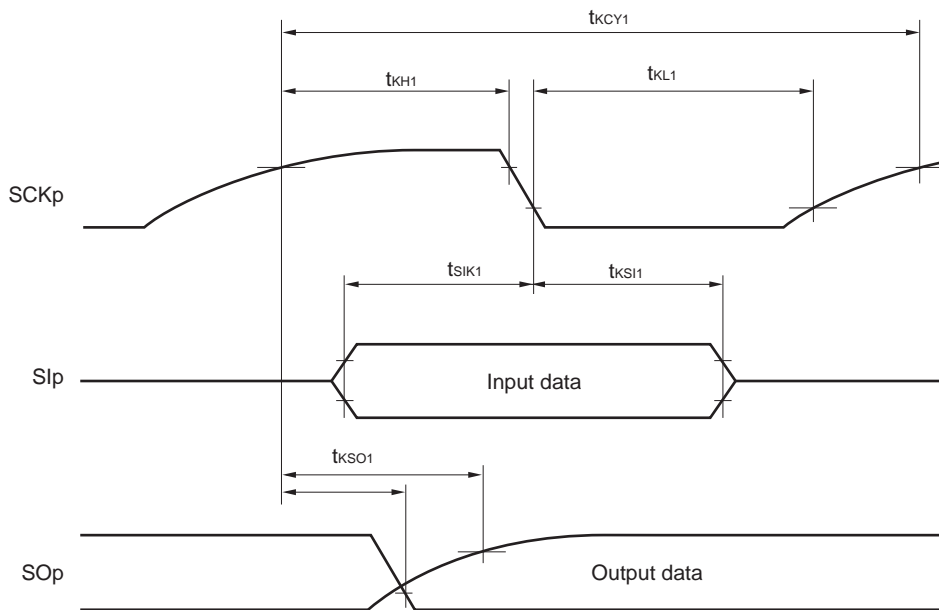 tKCY1
tKH1
tKL1
SCKp
tSIK1
tKSI1
SIp
Input data
tKSO1
SOp
Output data